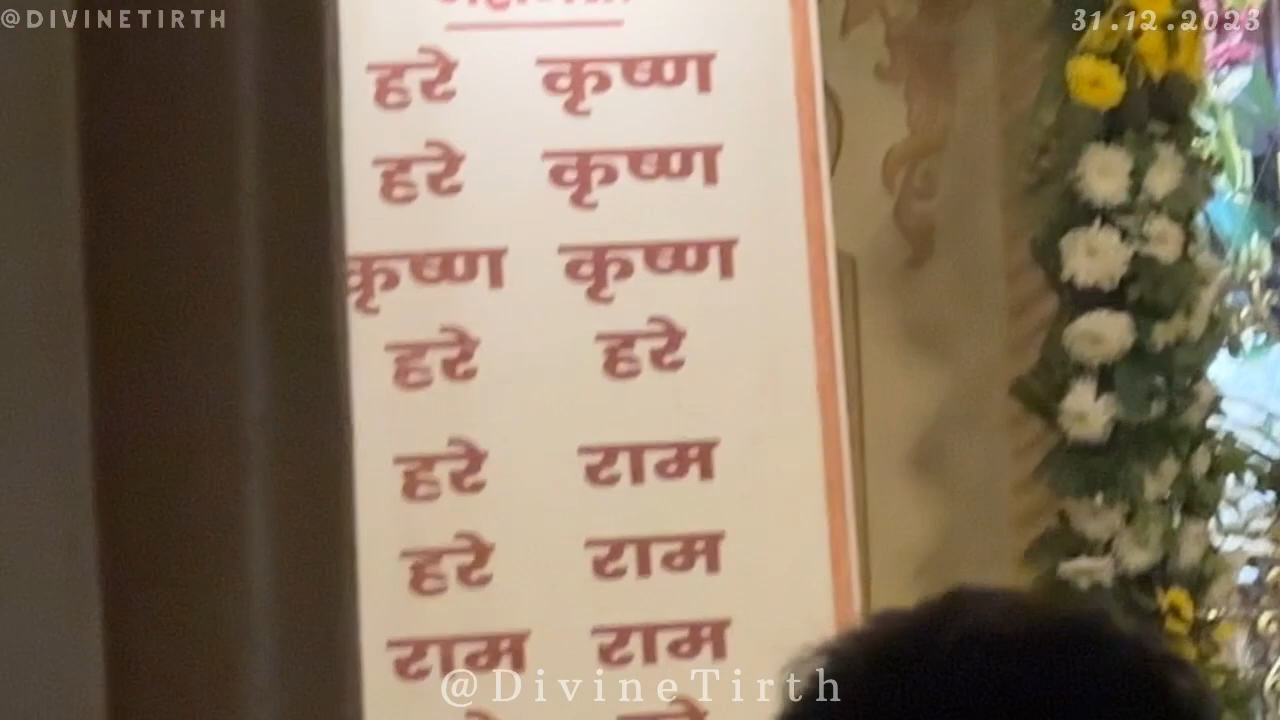 @DIVINETIRTH
31.12.2023
हरे कृष्ण
हरे कृष्ण
कृष्ण कृष्ण
हरे हरे
हरे राम
हरे राम
राम राम
@DivineTirth